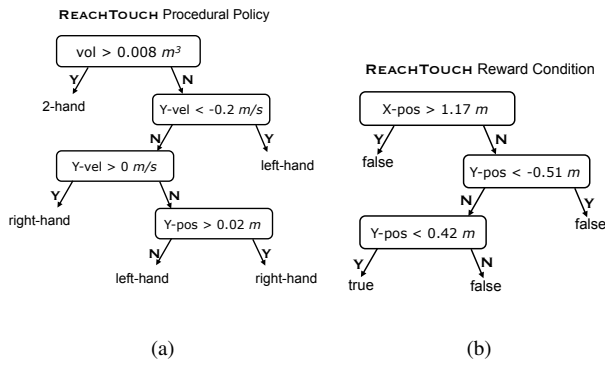 REACHTOUCH Procedural Policy
vol > 0.008 m³
Y
N
2-hand
Y-vel < -0.2 m/s
N
Y
Y-vel > 0 m/s
left-hand
Y
N
right-hand
Y-pos > 0.02 m
N
Y
left-hand
right-hand
(a)
REACHTOUCH Reward Condition
X-pos > 1.17 m
Y
N
false
Y-pos < -0.51 m
N
Y
Y-pos < 0.42 m
false
Y
N
true
false
(b)